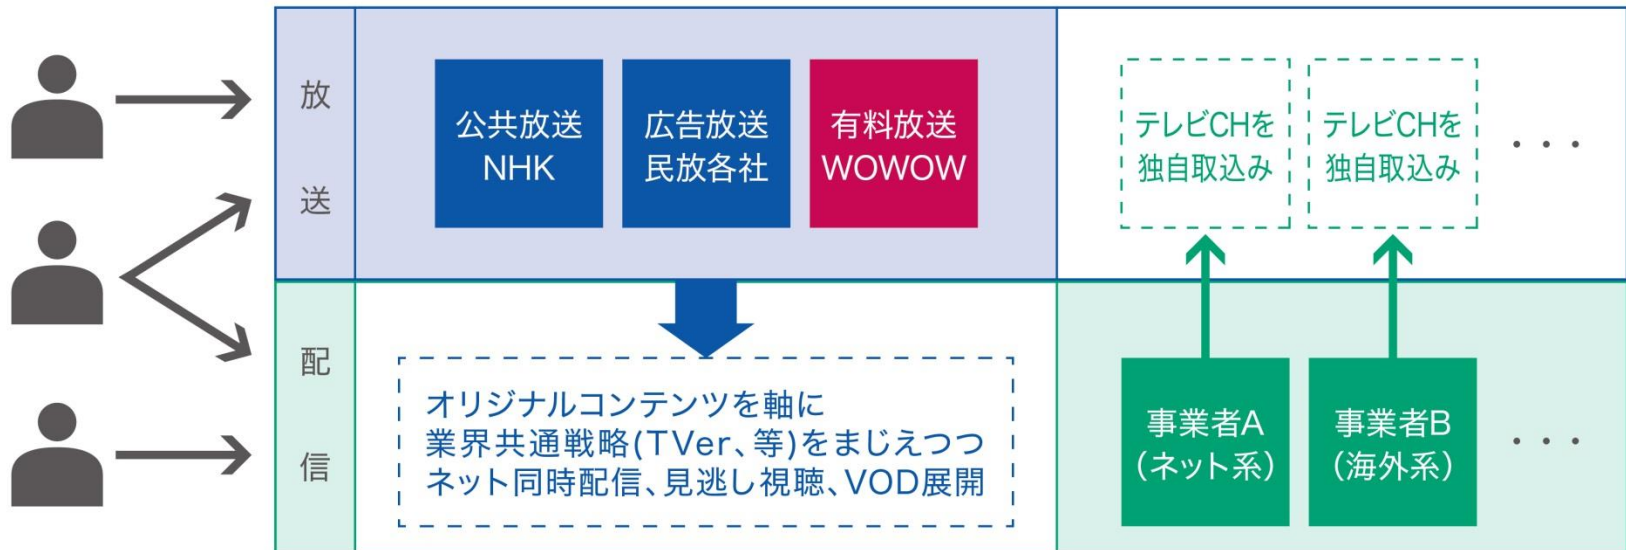 放送
公共放送
NHK
広告放送
民放各社
有料放送
WOWOW
テレビCHを
独自取込み
テレビCHを
独自取込み
・・・
配信
オリジナルコンテンツを軸に
業界共通戦略(TVer、等)をまじえつつ
ネット同時配信、見逃し視聴、VOD展開
事業者A
(ネット系)
事業者B
(海外系)
・・・